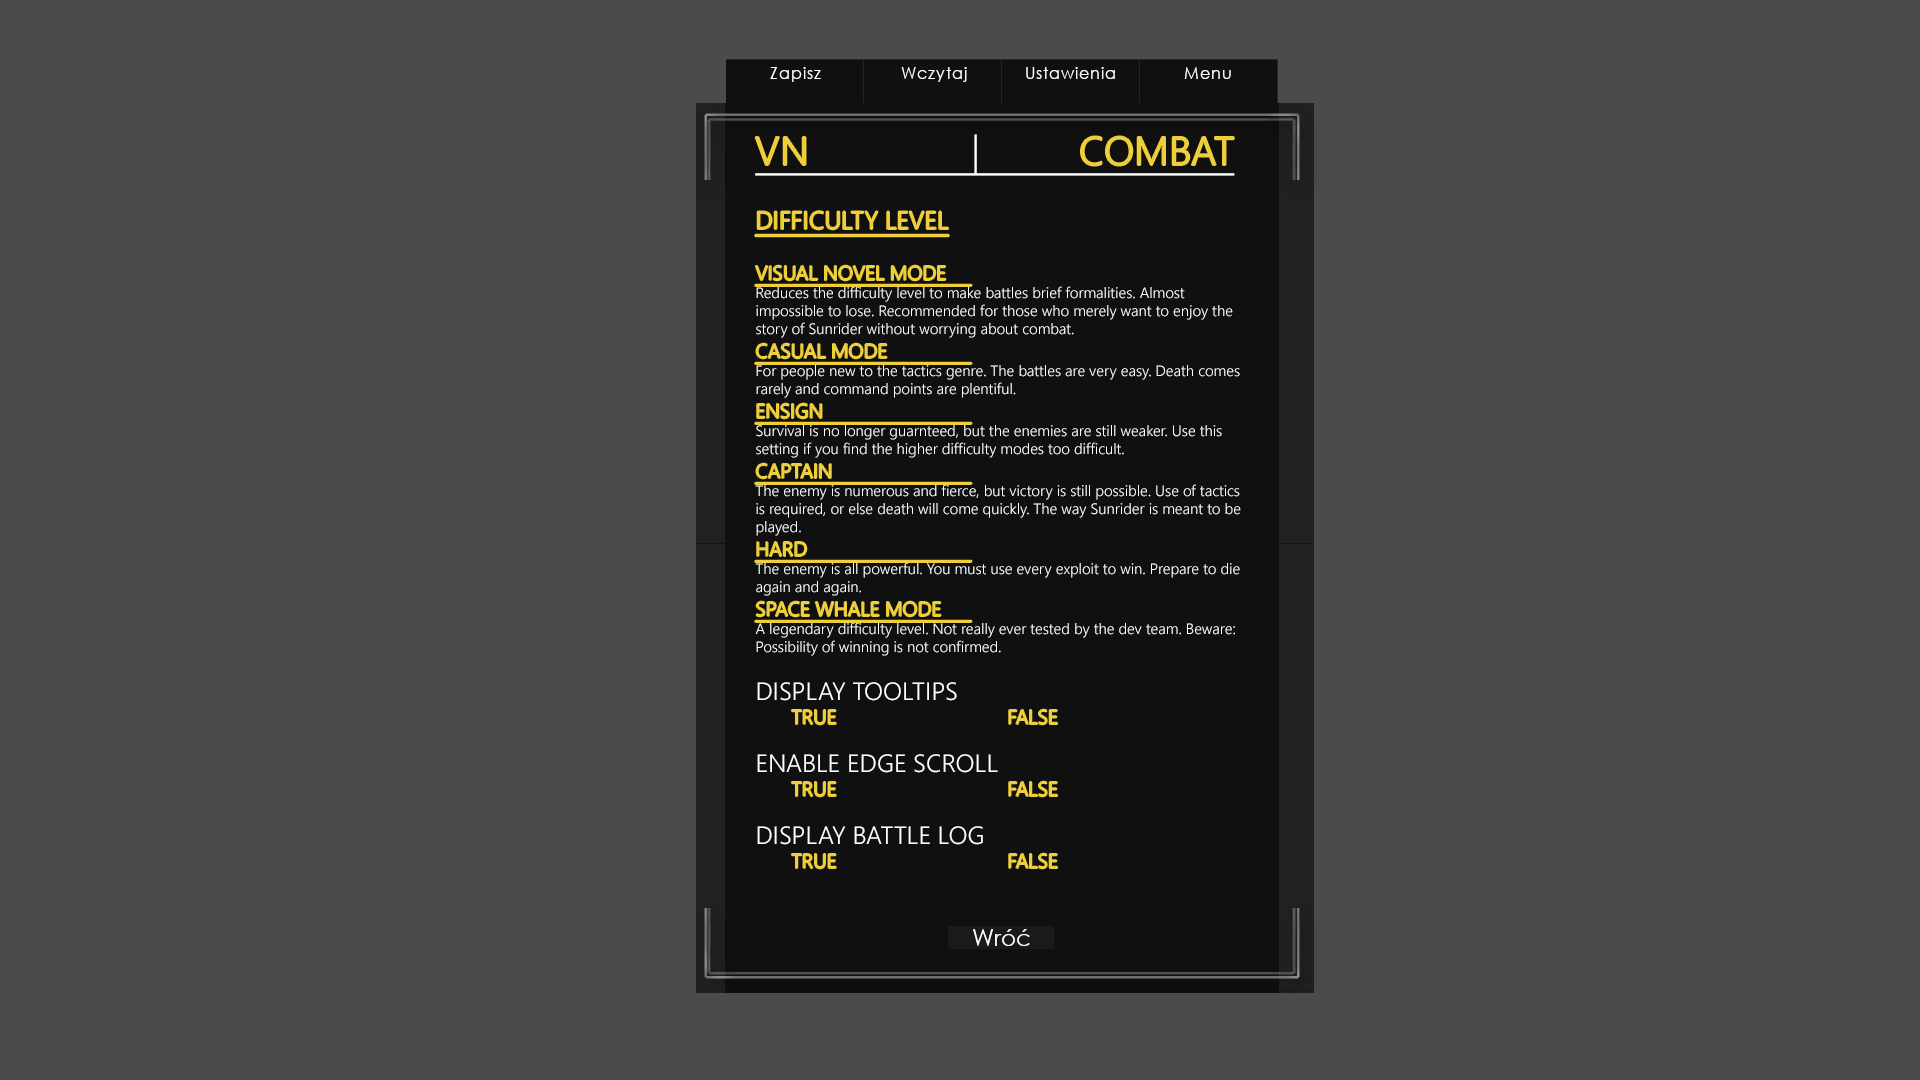 Zapisz Wczytaj Ustawienia Menu
VN COMBAT
DIFFICULTY LEVEL
VISUAL NOVEL MODE
Reduces the difficulty level to make battles brief formalities. Almost
impossible to lose. Recommended for those who merely want to enjoy the
story of Sunrider without worrying about combat.
CASUAL MODE
For people new to the tactics genre. The battles are very easy. Death comes
rarely and command points are plentiful.
ENSIGN
Survival is no longer guarnteed, but the enemies are still weaker. Use this
setting if you find the higher difficulty modes too difficult.
CAPTAIN
The enemy is numerous and fierce, but victory is still possible. Use of tactics
is required, or else death will come quickly. The way Sunrider is meant to be
played.
HARD
The enemy is all powerful. You must use every exploit to win. Prepare to die
again and again.
SPACE WHALE MODE
A legendary difficulty level. Not really ever tested by the dev team. Beware:
Possibility of winning is not confirmed.
DISPLAY TOOLTIPS
TRUE FALSE
ENABLE EDGE SCROLL
TRUE FALSE
DISPLAY BATTLE LOG
TRUE FALSE
Wróć